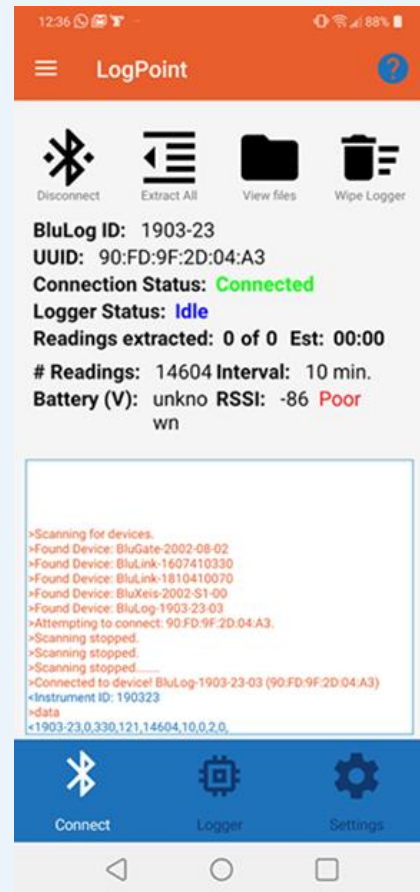 12:36 88%
LogPoint ?
Disconnect Extract All View files Wipe Logger
BluLog ID: 1903-23
UUID: 90:FD:9F:2D:04:A3
Connection Status: Connected
Logger Status: Idle
Readings extracted: 0 of 0 Est: 00:00
# Readings: 14604 Interval: 10 min.
Battery (V): unkno RSSI: -86 Poor
wn
>Scanning for devices.
>Found Device: BluGate-2002-08-02
>Found Device: BluLink-1607410330
>Found Device: BluLink-1810410070
>Found Device: BluXeis-2002-S1-00
>Found Device: BluLog-1903-23-03
>Attempting to connect: 90:FD:9F:2D:04:A3.
>Scanning stopped.
>Scanning stopped.
>Scanning stopped.......
>Connected to device! BluLog-1903-23-03 (90:FD:9F:2D:04:A3)
<Instrument ID: 190323
>data
<1903-23,0,330,121,14604,10,0,2,0,
Connect Logger Settings